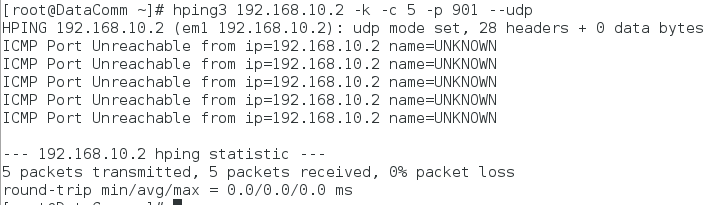 [root@DataComm ~]# hping3 192.168.10.2 -k -c 5 -p 901 --udp
HPING 192.168.10.2 (em1 192.168.10.2): udp mode set, 28 headers + 0 data bytes
ICMP Port Unreachable from ip=192.168.10.2 name=UNKNOWN
ICMP Port Unreachable from ip=192.168.10.2 name=UNKNOWN
ICMP Port Unreachable from ip=192.168.10.2 name=UNKNOWN
ICMP Port Unreachable from ip=192.168.10.2 name=UNKNOWN
ICMP Port Unreachable from ip=192.168.10.2 name=UNKNOWN

--- 192.168.10.2 hping statistic ---
5 packets transmitted, 5 packets received, 0% packet loss
round-trip min/avg/max = 0.0/0.0/0.0 ms
[root@DataComm ~]#